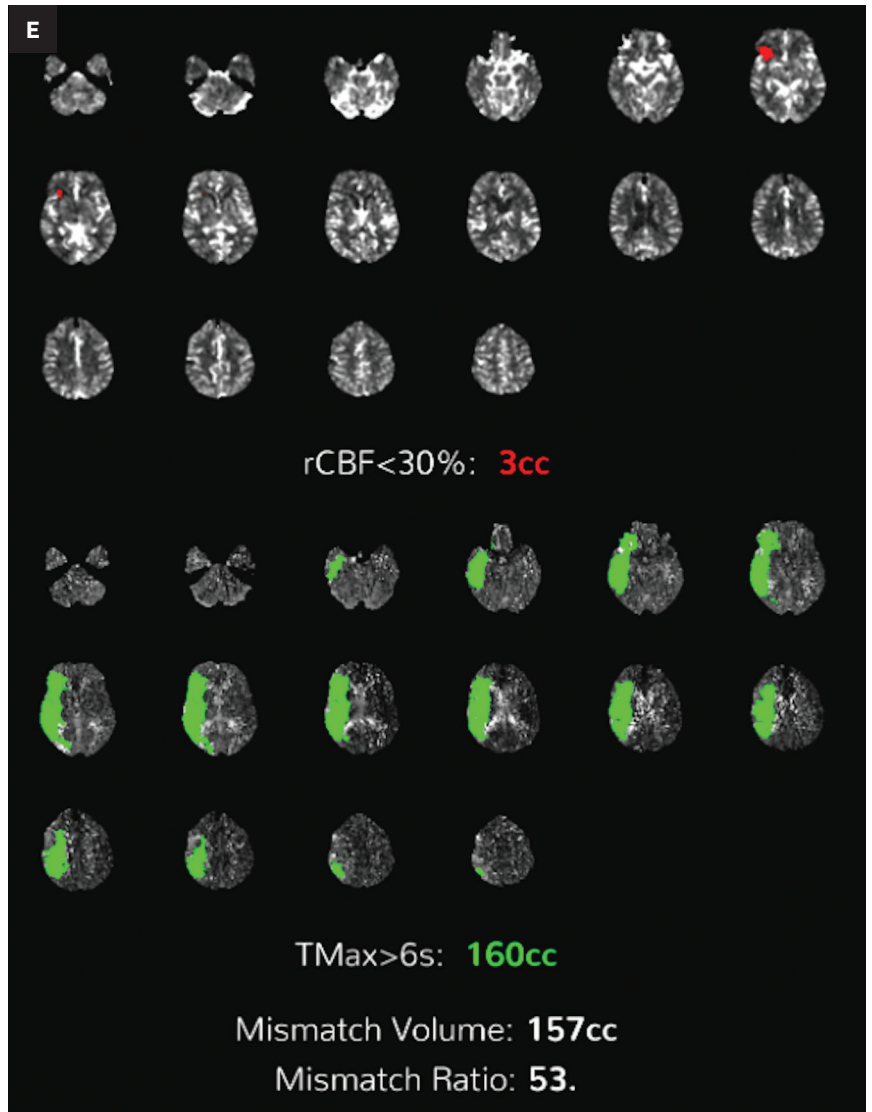 E
rCBF<30%: 3cc
TMax>6s: 160cc
Mismatch Volume: 157cc
Mismatch Ratio: 53.